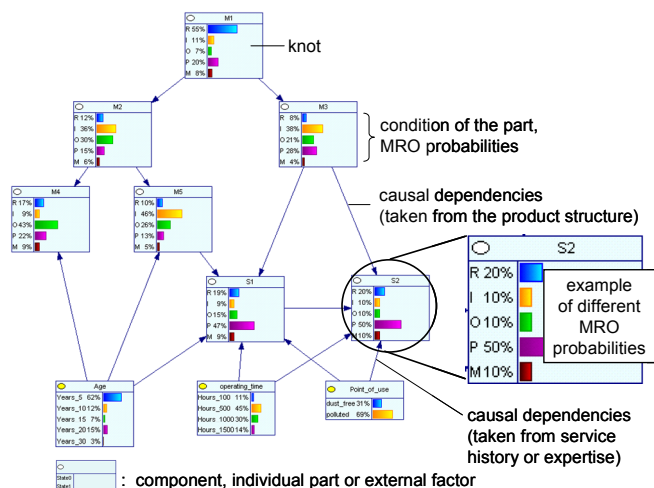 M1
R 55%
I 11%
O 7%
P 20%
M 8%
knot
M2
R 12%
I 36%
O 30%
P 15%
M 6%
M3
R 8%
I 38%
O 21%
P 28%
M 4%
condition of the part,
MRO probabilities
M4
R 17%
I 9%
O 43%
P 22%
M 9%
M5
R 10%
I 46%
O 26%
P 13%
M 5%
causal dependencies
(taken from the product structure)
S1
R 19%
I 9%
O 15%
P 47%
M 9%
S2
R 20%
I 10%
O 10%
P 50%
M 10%
S2
R 20%
I 10%
O 10%
P 50%
M 10%
example
of different
MRO
probabilities
Age
Years_5 62%
Years_10 12%
Years_15 7%
Years_20 15%
Years_30 3%
operating_time
Hours_100 11%
Hours_500 45%
Hours_1000 30%
Hours_1500 14%
Point_of_use
dust_free 31%
polluted 69%
causal dependencies
(taken from service
history or expertise)
State0
State1
: component, individual part or external factor